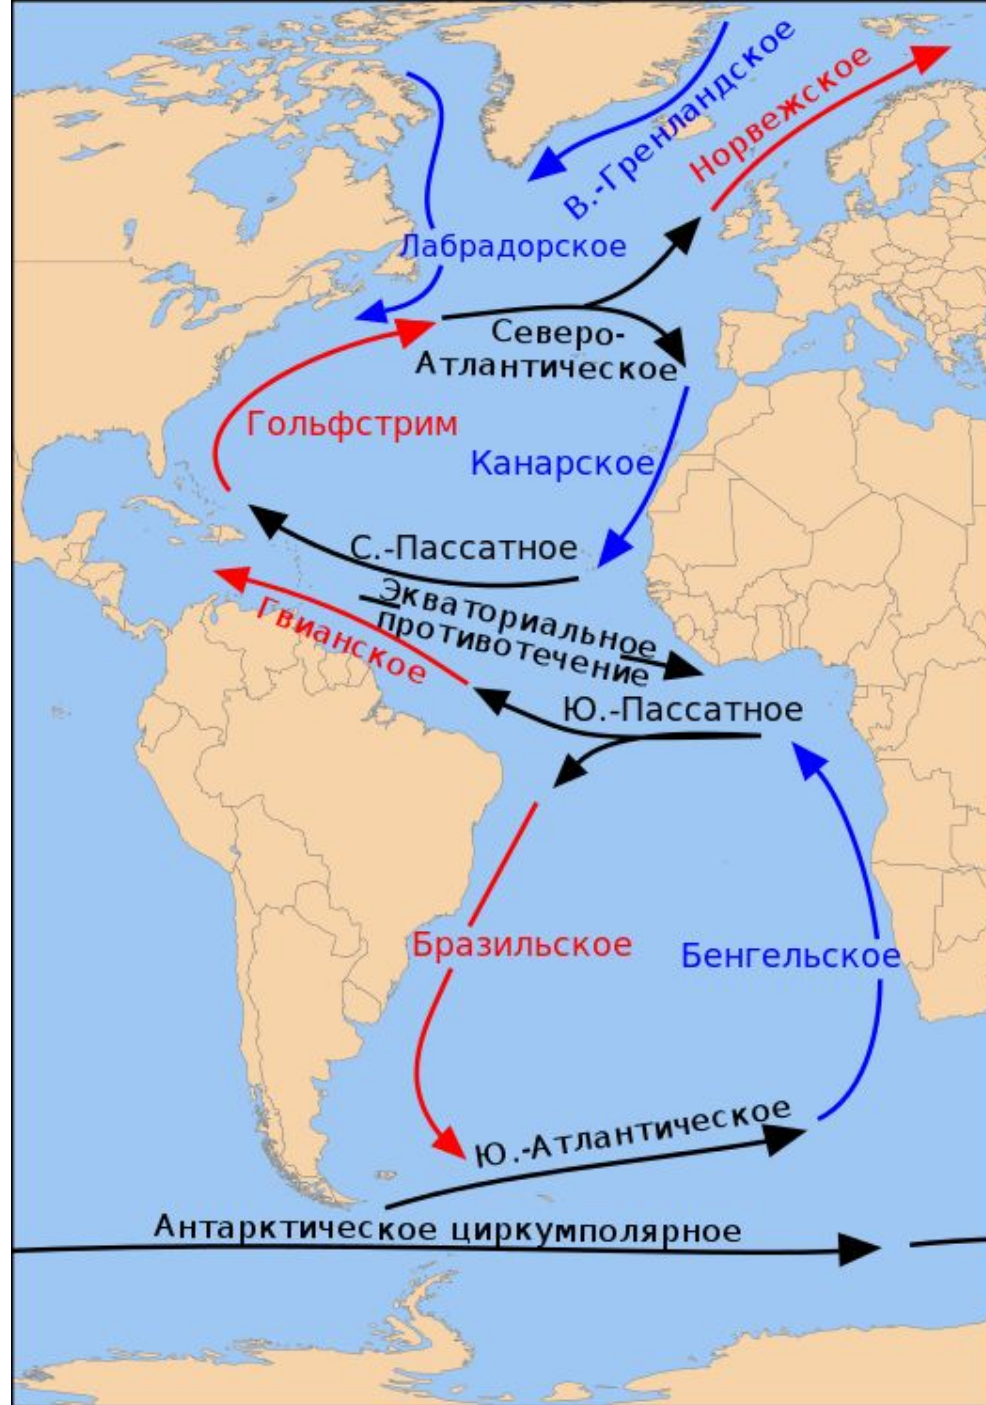 В.-Гренландское
Норвежское
Лабрадорское
Северо-
Атлантическое
Гольфстрим
Канарское
С.-Пассатное
Экваториальное
противотечение
Гвианское
Ю.-Пассатное
Бразильское
Бенгельское
Ю.-Атлантическое
Антарктическое циркумполярное